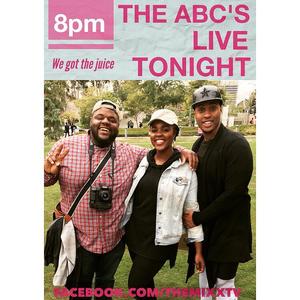 8pm
We got the juice
THE ABC'S
LIVE
TONIGHT
FACEBOOK.COM/THEMIXXTV